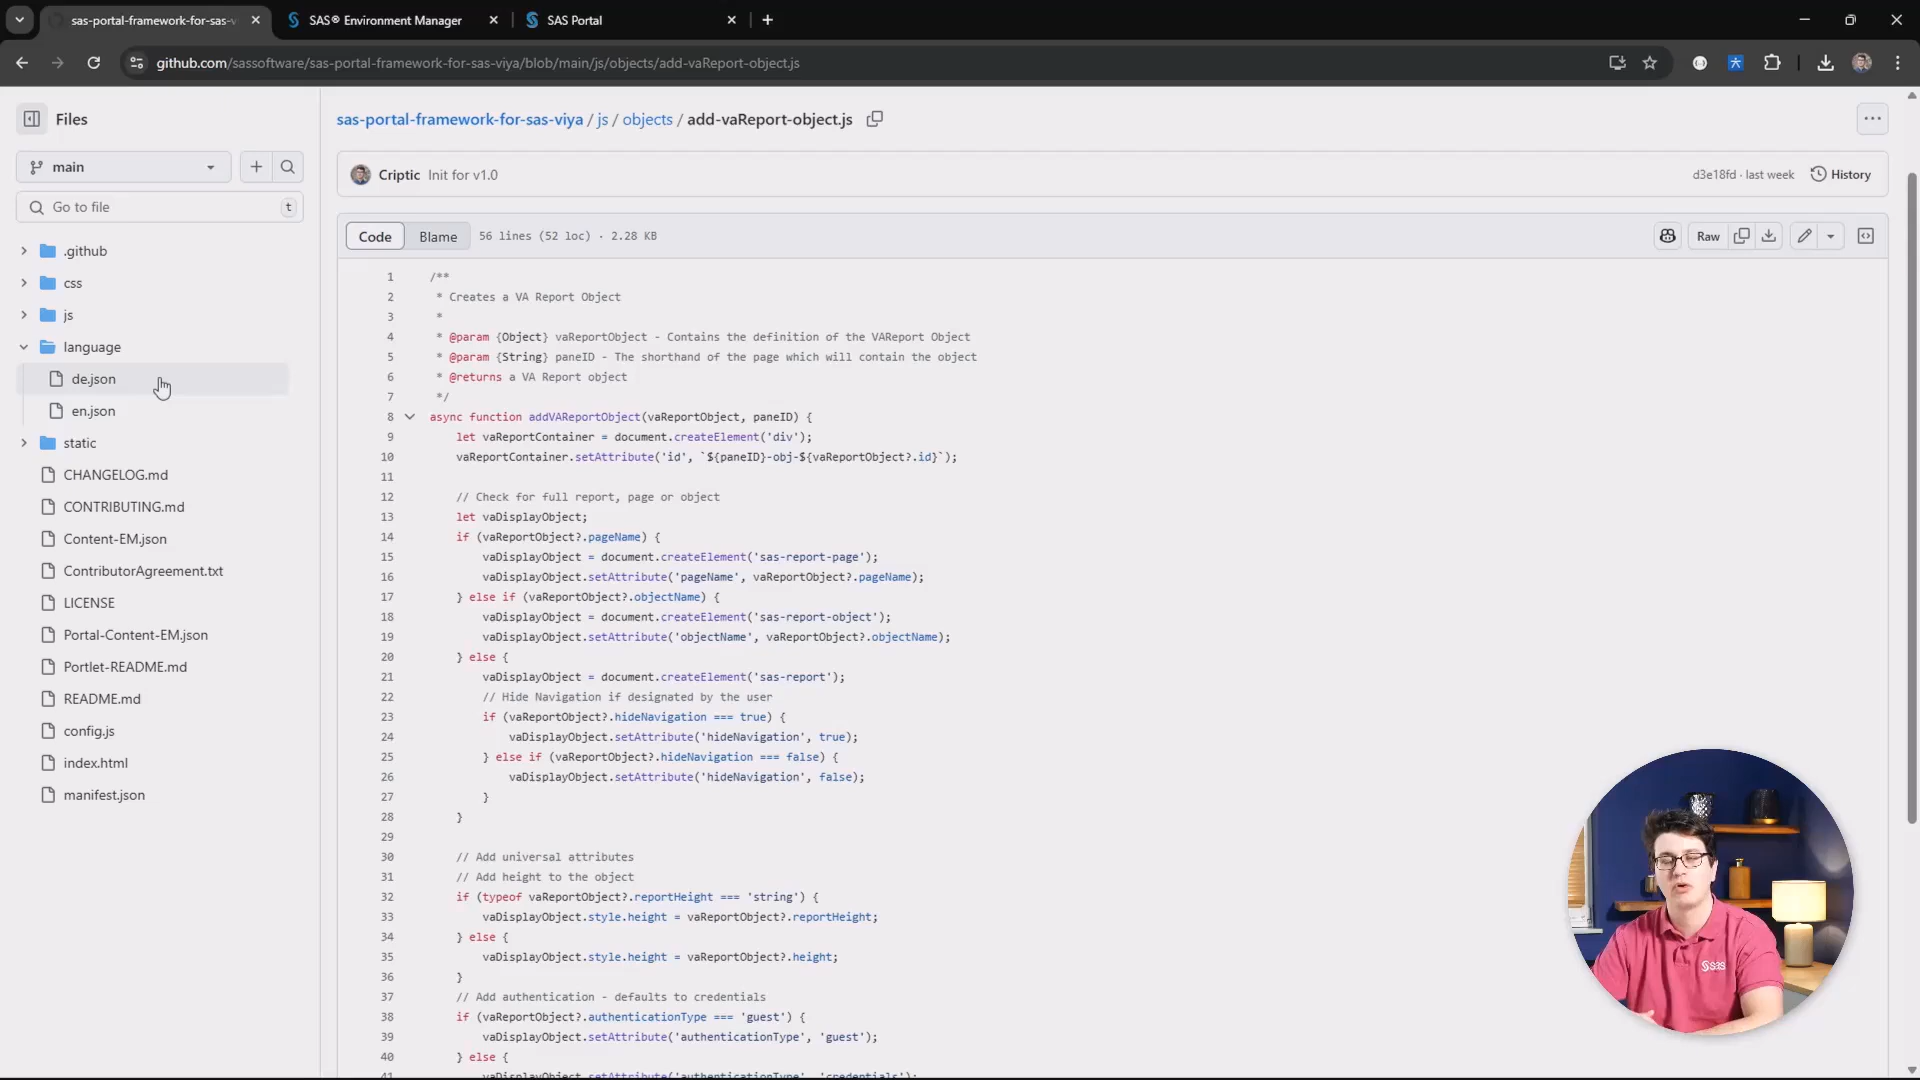 sas-portal-framework-for-sas-v
SAS® Environment Manager
SAS Portal
github.com/sassoftware/sas-portal-framework-for-sas-viya/blob/main/js/objects/add-vaReport-object.js
Files
sas-portal-framework-for-sas-viya / js / objects / add-vaReport-object.js
main
Go to file
t
Criptic Init for v1.0
d3e18fd · last week
History
Code
Blame
56 lines (52 loc) · 2.28 KB
Raw
.github
css
js
language
de.json
en.json
static
CHANGELOG.md
CONTRIBUTING.md
Content-EM.json
ContributorAgreement.txt
LICENSE
Portal-Content-EM.json
Portlet-README.md
README.md
config.js
index.html
manifest.json
1 /**
2 * Creates a VA Report Object
3 *
4 * @param {Object} vaReportObject - Contains the definition of the VAReport Object
5 * @param {String} paneID - The shorthand of the page which will contain the object
6 * @returns a VA Report object
7 */
8 async function addVAReportObject(vaReportObject, paneID) {
9 let vaReportContainer = document.createElement('div');
10 vaReportContainer.setAttribute('id', `${paneID}-obj-${vaReportObject?.id}`);
11
12 // Check for full report, page or object
13 let vaDisplayObject;
14 if (vaReportObject?.pageName) {
15 vaDisplayObject = document.createElement('sas-report-page');
16 vaDisplayObject.setAttribute('pageName', vaReportObject?.pageName);
17 } else if (vaReportObject?.objectName) {
18 vaDisplayObject = document.createElement('sas-report-object');
19 vaDisplayObject.setAttribute('objectName', vaReportObject?.objectName);
20 } else {
21 vaDisplayObject = document.createElement('sas-report');
22 // Hide Navigation if designated by the user
23 if (vaReportObject?.hideNavigation === true) {
24 vaDisplayObject.setAttribute('hideNavigation', true);
25 } else if (vaReportObject?.hideNavigation === false) {
26 vaDisplayObject.setAttribute('hideNavigation', false);
27 }
28 }
29
30 // Add universal attributes
31 // Add height to the object
32 if (typeof vaReportObject?.reportHeight === 'string') {
33 vaDisplayObject.style.height = vaReportObject?.reportHeight;
34 } else {
35 vaDisplayObject.style.height = vaReportObject?.height;
36 }
37 // Add authentication - defaults to credentials
38 if (vaReportObject?.authenticationType === 'guest') {
39 vaDisplayObject.setAttribute('authenticationType', 'guest');
40 } else {
41 vaDisplayObject.setAttribute('authenticationType', 'credentials');
sas